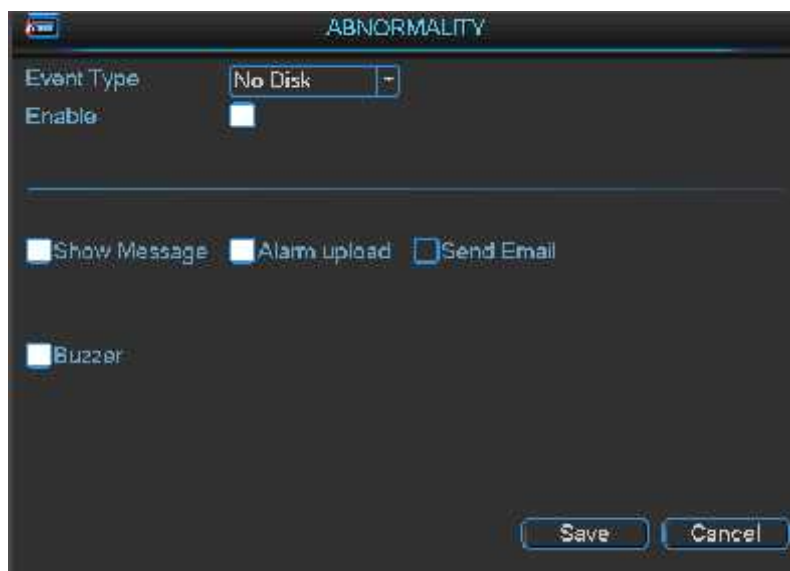 ABNORMALITY
Event Type No Disk
Enable
Show Message Alarm upload Send Email
Buzzer
Save Cancel